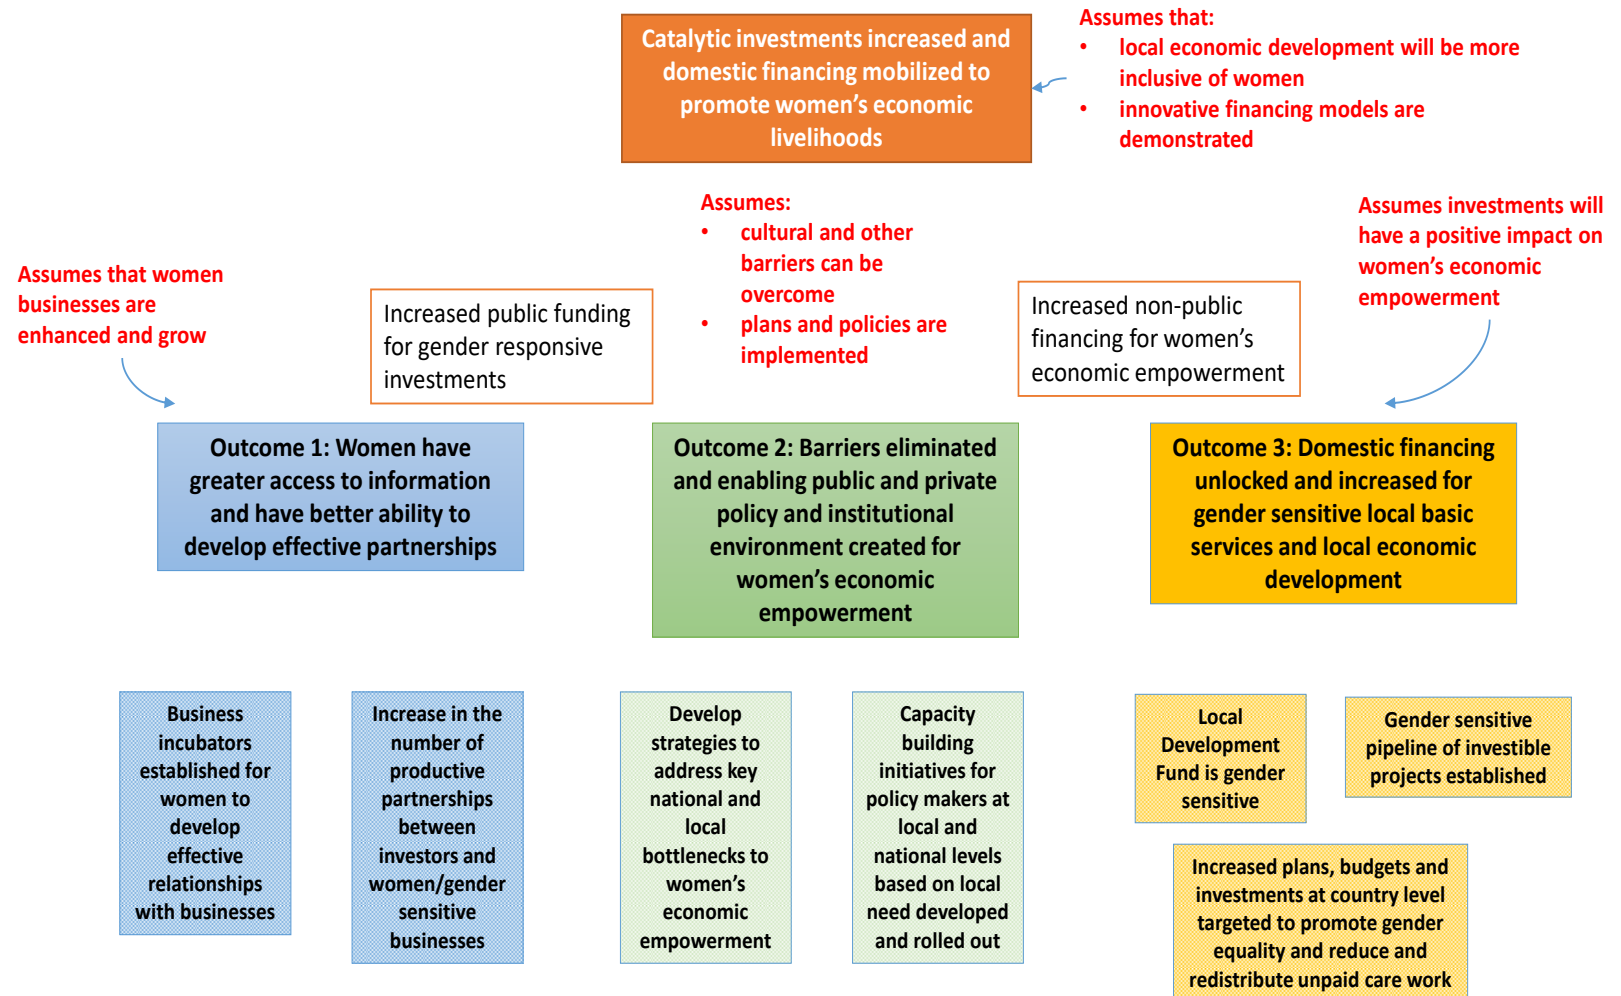 Catalytic investments increased and
domestic financing mobilized to
promote women's economic
livelihoods
Assumes that:
• local economic development will be more
inclusive of women
• innovative financing models are
demonstrated
Assumes that women
businesses are
enhanced and grow
Increased public funding
for gender responsive
investments
Assumes:
• cultural and other
barriers can be
overcome
• plans and policies are
implemented
Increased non-public
financing for women's
economic empowerment
Assumes investments will
have a positive impact on
women's economic
empowerment
Outcome 1: Women have
greater access to information
and have better ability to
develop effective partnerships
Outcome 2: Barriers eliminated
and enabling public and private
policy and institutional
environment created for
women's economic
empowerment
Outcome 3: Domestic financing
unlocked and increased for
gender sensitive local basic
services and local economic
development
Business
incubators
established for
women to
develop
effective
relationships
with businesses
Increase in the
number of
productive
partnerships
between
investors and
women/gender
sensitive
businesses
Develop
strategies to
address key
national and
local
bottlenecks to
women's
economic
empowerment
Capacity
building
initiatives for
policy makers at
local and
national levels
based on local
need developed
and rolled out
Local
Development
Fund is gender
sensitive
Gender sensitive
pipeline of investible
projects established
Increased plans, budgets and
investments at country level
targeted to promote gender
equality and reduce and
redistribute unpaid care work